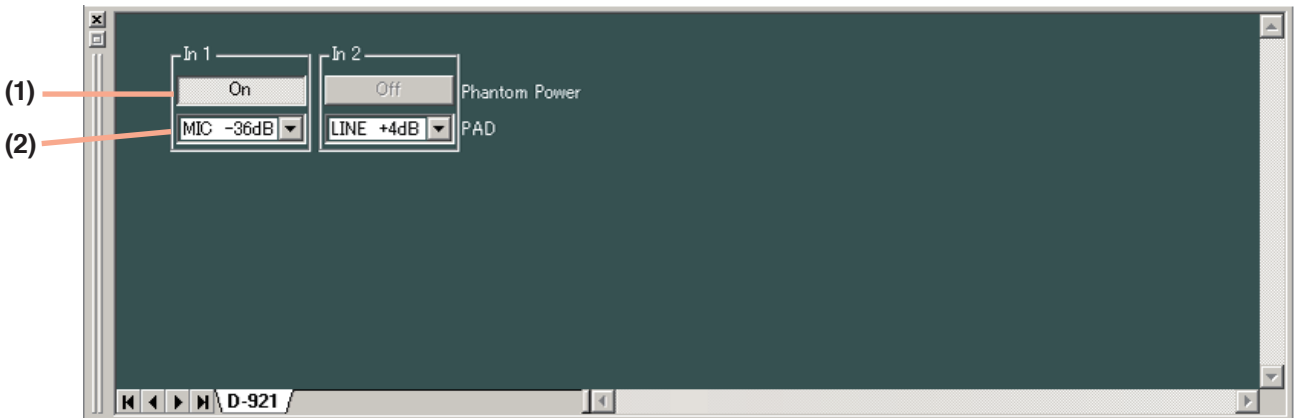 In 1 In 2
(1) On Off Phantom Power
(2) MIC -36dB LINE +4dB PAD
D-921